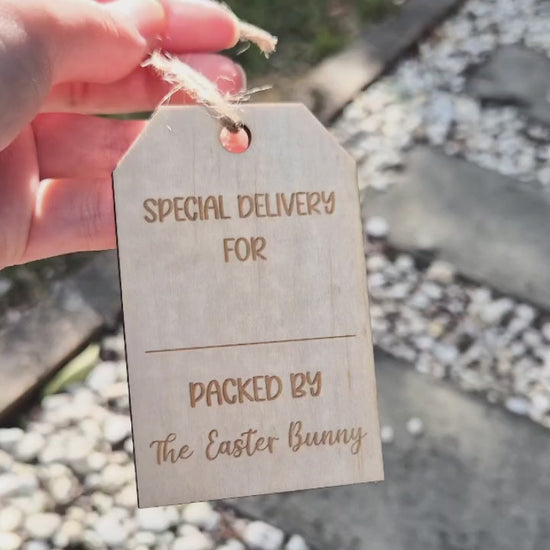 SPECIAL DELIVERY
FOR
PACKED BY
The Easter Bunny